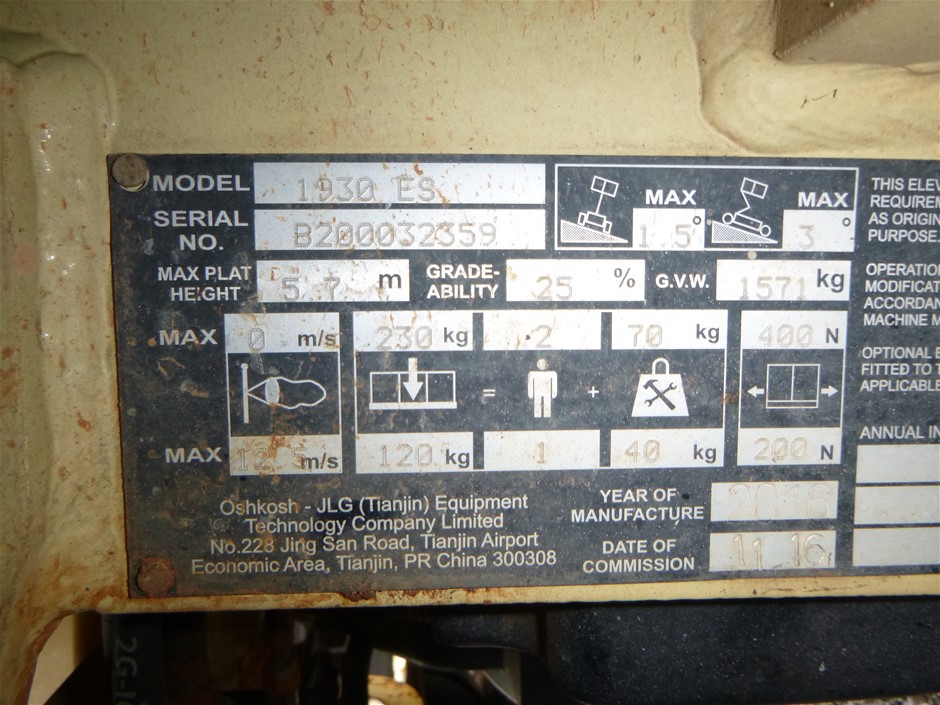 MODEL 1930 ES
SERIAL NO. B200032359
MAX 1.5° MAX 3°
MAX PLAT HEIGHT 5.7 m GRADE-ABILITY 25 % G.V.W. 1571 kg
MAX 0 m/s 230 kg 2 70 kg 400 N
= +
MAX 12.5 m/s 120 kg 1 40 kg 200 N
Oshkosh - JLG (Tianjin) Equipment
Technology Company Limited
No.228 Jing San Road, Tianjin Airport
Economic Area, Tianjin, PR China 300308
YEAR OF MANUFACTURE 2016
DATE OF COMMISSION 11 16
THIS ELEV
REQUIREM
AS ORIGIN
PURPOSE.
OPERATION
MODIFICAT
ACCORDAN
MACHINE M
OPTIONAL E
FITTED TO T
APPLICABLE
ANNUAL IN
2G-